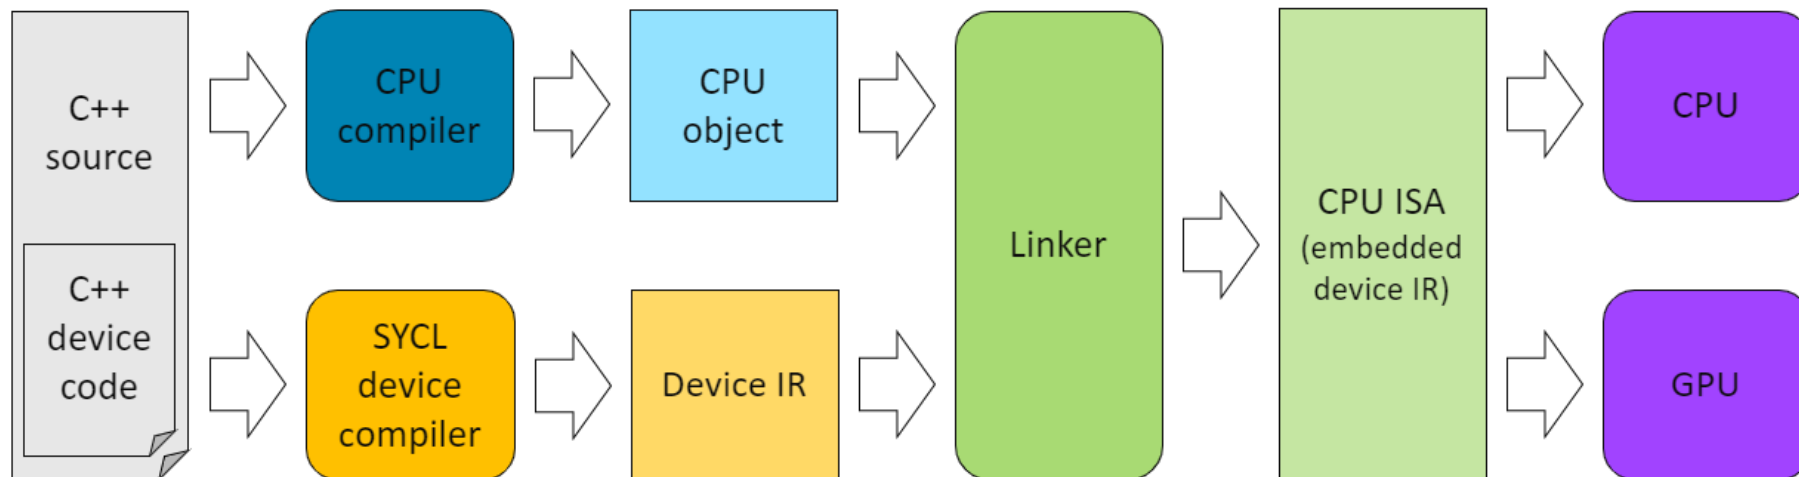 C++
source
C++
device
code
CPU
compiler
SYCL
device
compiler
CPU
object
Device IR
Linker
CPU ISA
(embedded
device IR)
CPU
GPU